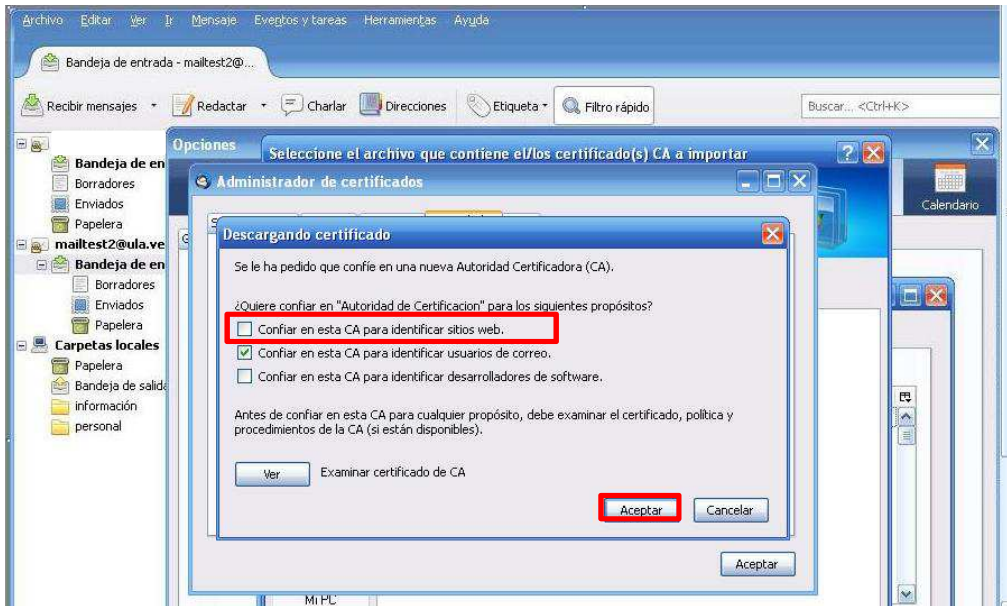 Archivo Editar Ver Ir Mensaje Eventos y tareas Herramientas Ayuda
Bandeja de entrada - mailtest2@...
Recibir mensajes Redactar Charlar Direcciones Etiqueta Filtro rápido Buscar... <Ctrl+K>
Opciones
Seleccione el archivo que contiene el/los certificado(s) CA a importar
Administrador de certificados
Calendario
Bandeja de en
Borradores
Enviados
Papelera
mailtest2@ula.ve
Bandeja de en
Borradores
Enviados
Papelera
Carpetas locales
Papelera
Bandeja de salida
información
personal
Descargando certificado
Se le ha pedido que confíe en una nueva Autoridad Certificadora (CA).
¿Quiere confiar en "Autoridad de Certificacion" para los siguientes propósitos?
Confiar en esta CA para identificar sitios web.
Confiar en esta CA para identificar usuarios de correo.
Confiar en esta CA para identificar desarrolladores de software.
Antes de confiar en esta CA para cualquier propósito, debe examinar el certificado, política y
procedimientos de la CA (si están disponibles).
Ver Examinar certificado de CA
Aceptar Cancelar
Aceptar
Mi PC